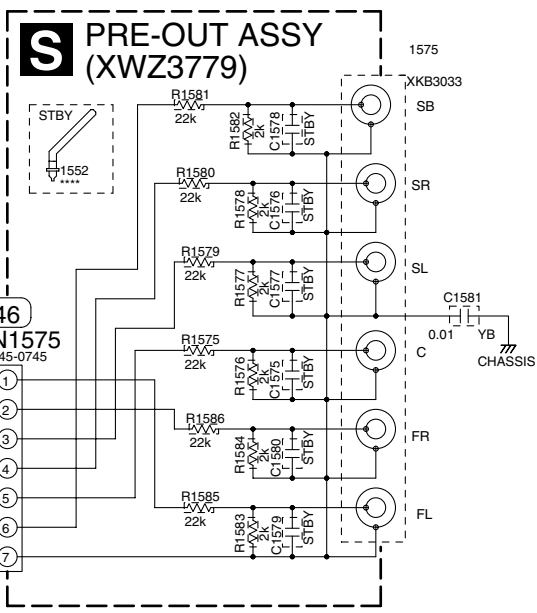 S PRE-OUT ASSY
(XWZ3779)
1575
XKB3033
STBY
1552
****
R1581
22k
R1582
2k
C1578
STBY
SB
R1580
22k
R1578
2k
C1576
STBY
SR
R1579
22k
R1577
2k
C1577
STBY
SL
C1581
0.01 YB
CHASSIS
46
N1575
45-0745
R1575
22k
R1576
2k
C1575
STBY
C
R1586
22k
R1584
2k
C1580
STBY
FR
R1585
22k
R1583
2k
C1579
STBY
FL
1
2
3
4
5
6
7